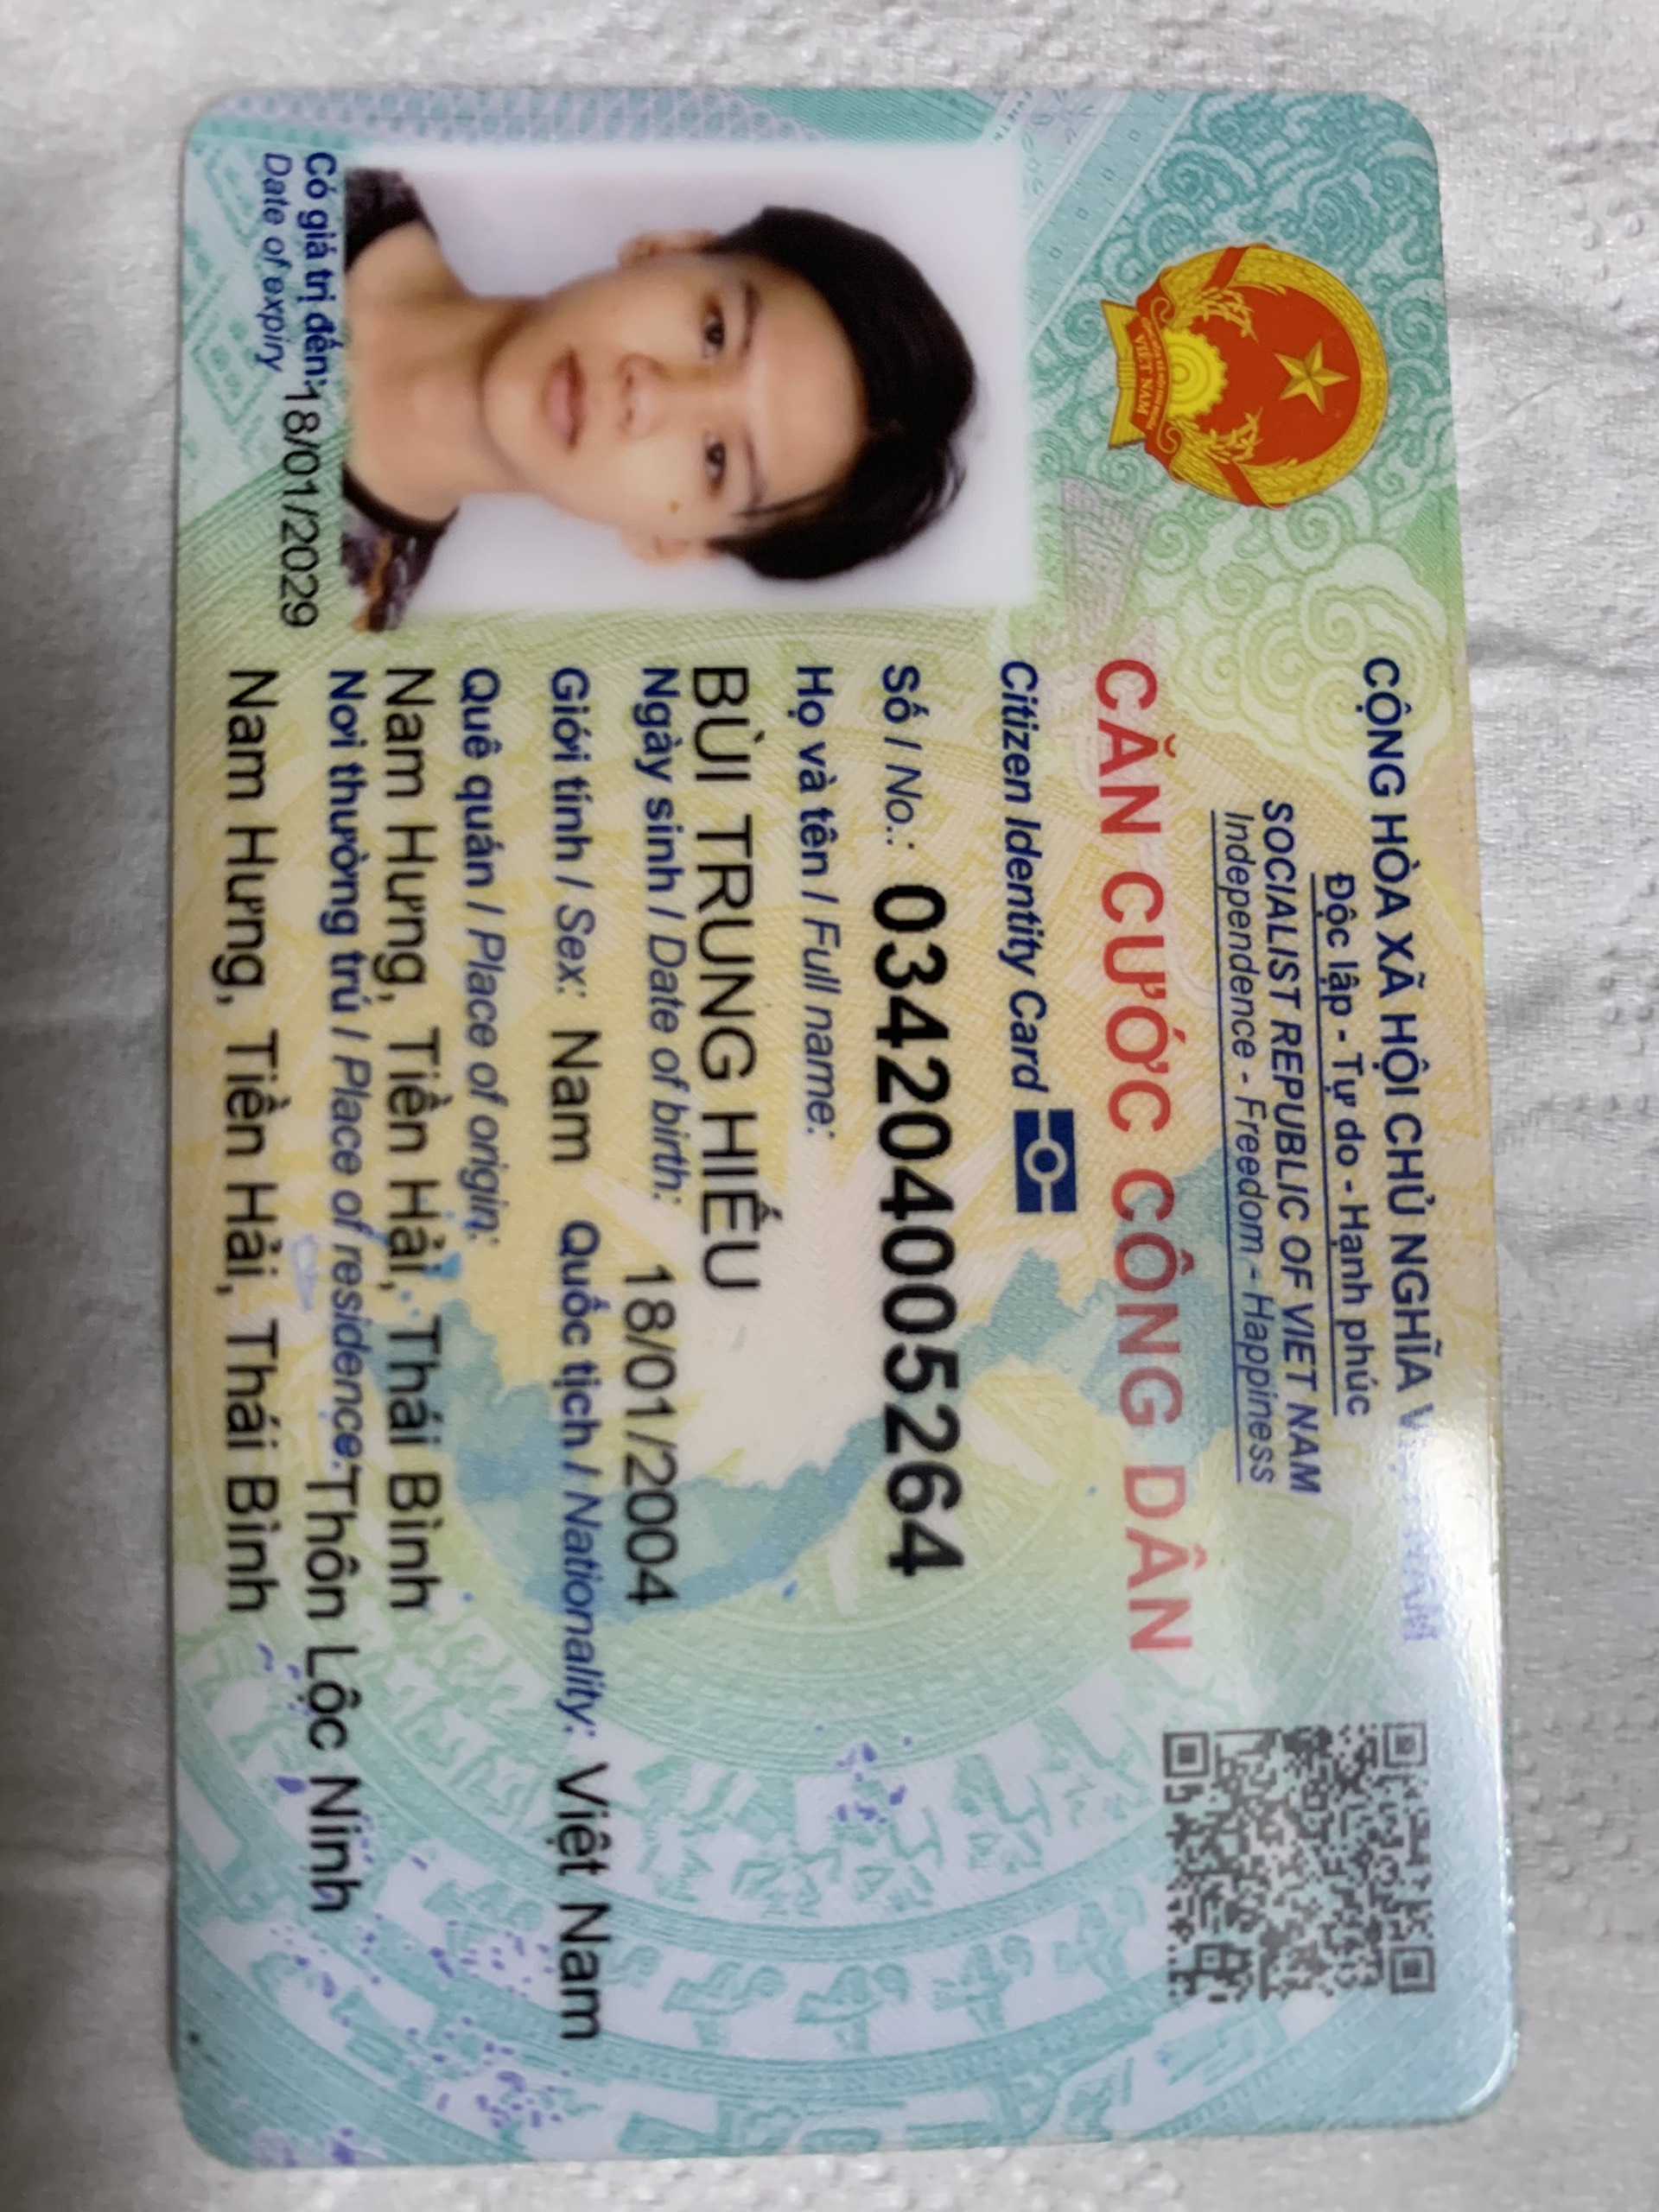 CỘNG HÒA XÃ HỘI CHỦ NGHĨA VIỆT NAM
Độc lập - Tự do - Hạnh phúc
SOCIALIST REPUBLIC OF VIET NAM
Independence - Freedom - Happiness
CĂN CƯỚC CÔNG DÂN
Citizen Identity Card
Số / No.: 034204005264
Họ và tên / Full name:
BÙI TRUNG HIẾU
Ngày sinh / Date of birth: 18/01/2004
Giới tính / Sex: Nam Quốc tịch / Nationality: Việt Nam
Quê quán / Place of origin:
Nam Hưng, Tiền Hải, Thái Bình
Nơi thường trú / Place of residence: Thôn Lộc Ninh
Nam Hưng, Tiền Hải, Thái Bình
Có giá trị đến: 18/01/2029
Date of expiry
VIỆT NAM